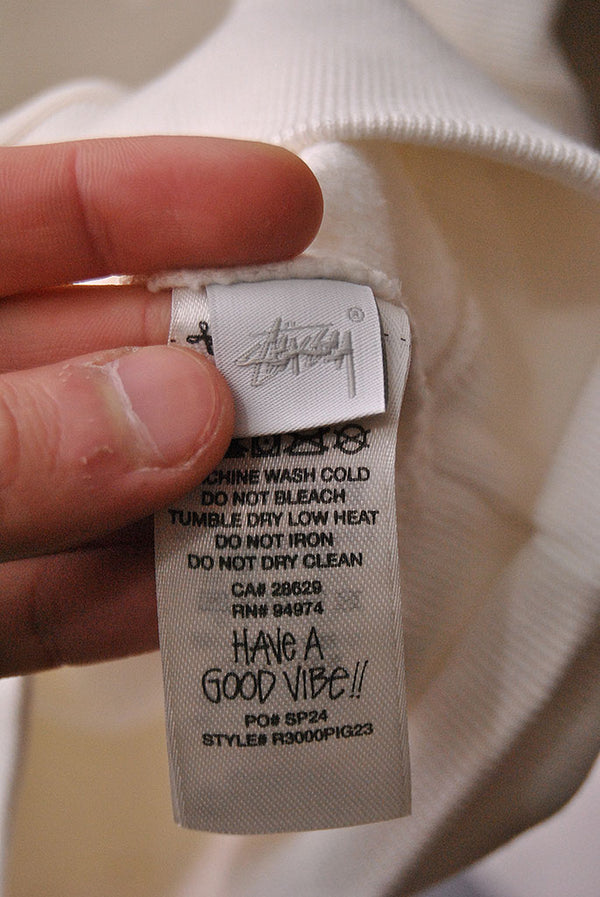 Stüssy ®
CHINE WASH COLD
DO NOT BLEACH
TUMBLE DRY LOW HEAT
DO NOT IRON
DO NOT DRY CLEAN
CA# 28629
RN# 94974
HAVE A
GOOD VIBE!!
PO# SP24
STYLE# R3000PIG23